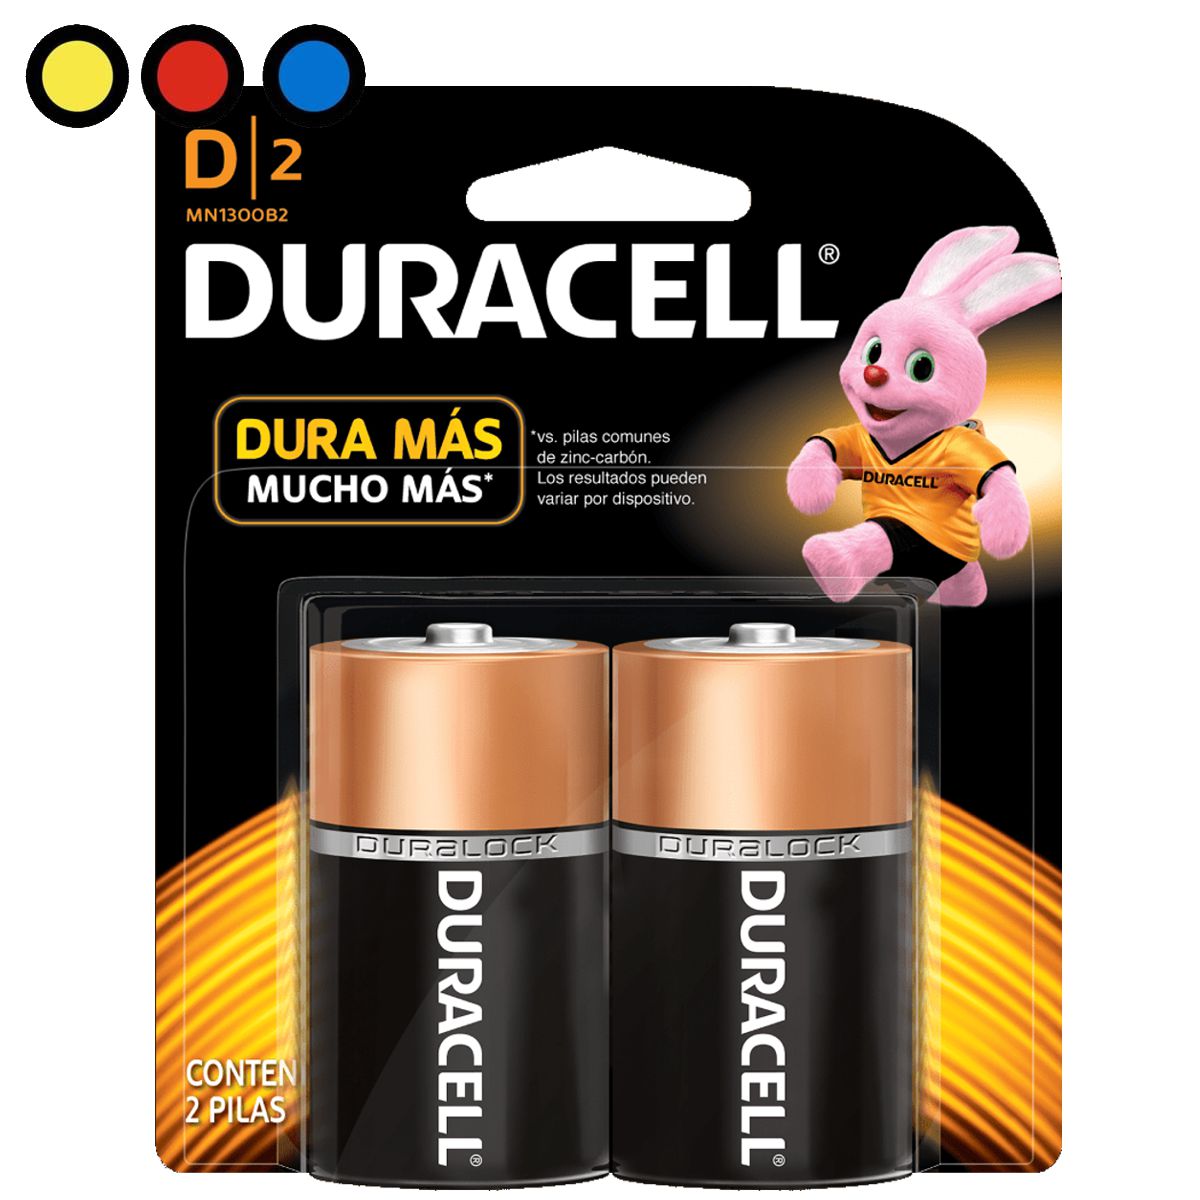 D|2
MN1300B2
DURACELL®
DURA MÁS
MUCHO MÁS*
*vs. pilas comunes
de zinc-carbón.
Los resultados pueden
variar por dispositivo.
DURACELL
DURALOCK
DURALOCK
DURACELL®
DURACELL®
CONTEN
2 PILAS